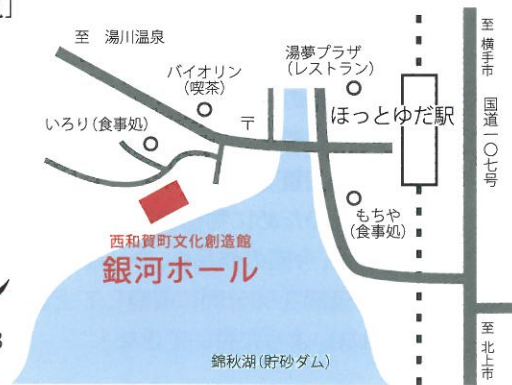 」
至 湯川温泉
湯夢プラザ
(レストラン)
バイオリン
(喫茶)
いろり(食事処)
〒
ほっとゆだ駅
至 横手市
国道一〇七号
もちや
(食事処)
西和賀町文化創造館
銀河ホール
錦秋湖(貯砂ダム)
至 北上市